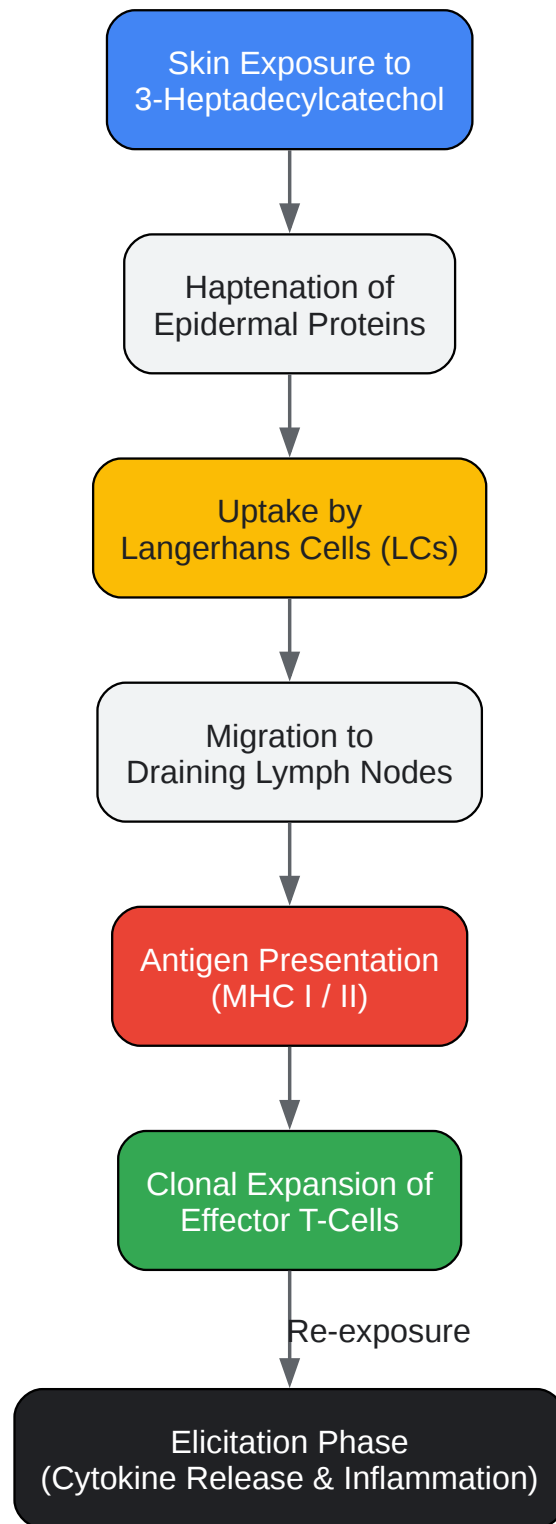 Skin Exposure to
3-Heptadecylcatechol
Haptenation of
Epidermal Proteins
Uptake by
Langerhans Cells (LCs)
Migration to
Draining Lymph Nodes
Antigen Presentation
(MHC I / II)
Clonal Expansion of
Effector T-Cells
Re-exposure
Elicitation Phase
(Cytokine Release & Inflammation)